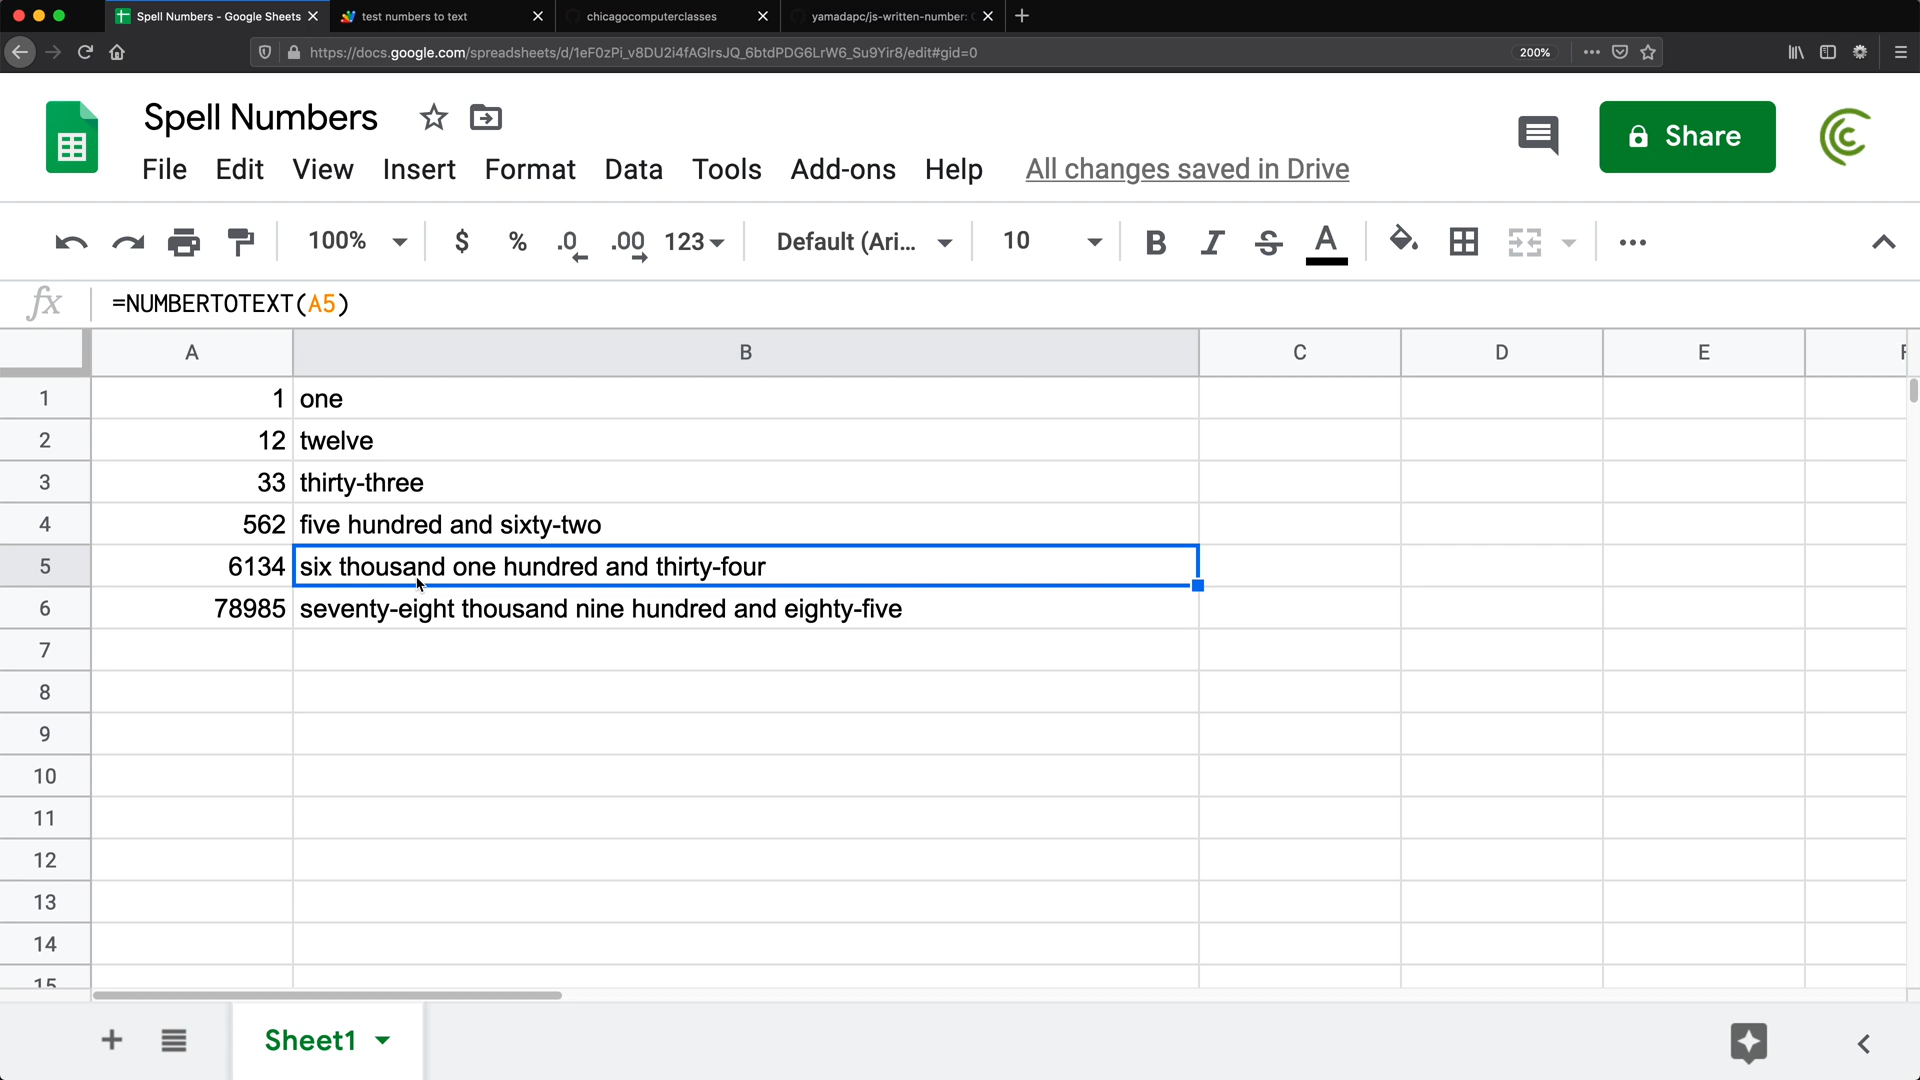 Spell Numbers - Google Sheets
test numbers to text
chicagocomputerclasses
yamadapc/js-written-number:
https://docs.google.com/spreadsheets/d/1eF0zPi_v8DU2i4fAGlrsJQ_6btdPDG6LrW6_Su9Yir8/edit#gid=0
200%
Spell Numbers
File Edit View Insert Format Data Tools Add-ons Help All changes saved in Drive
Share
100% $ % .0 .00 123 Default (Ari... 10 B I S A
fx =NUMBERTOTEXT(A5)
A B C D E
1 1 one
2 12 twelve
3 33 thirty-three
4 562 five hundred and sixty-two
5 6134 six thousand one hundred and thirty-four
6 78985 seventy-eight thousand nine hundred and eighty-five
7
8
9
10
11
12
13
14
15
Sheet1